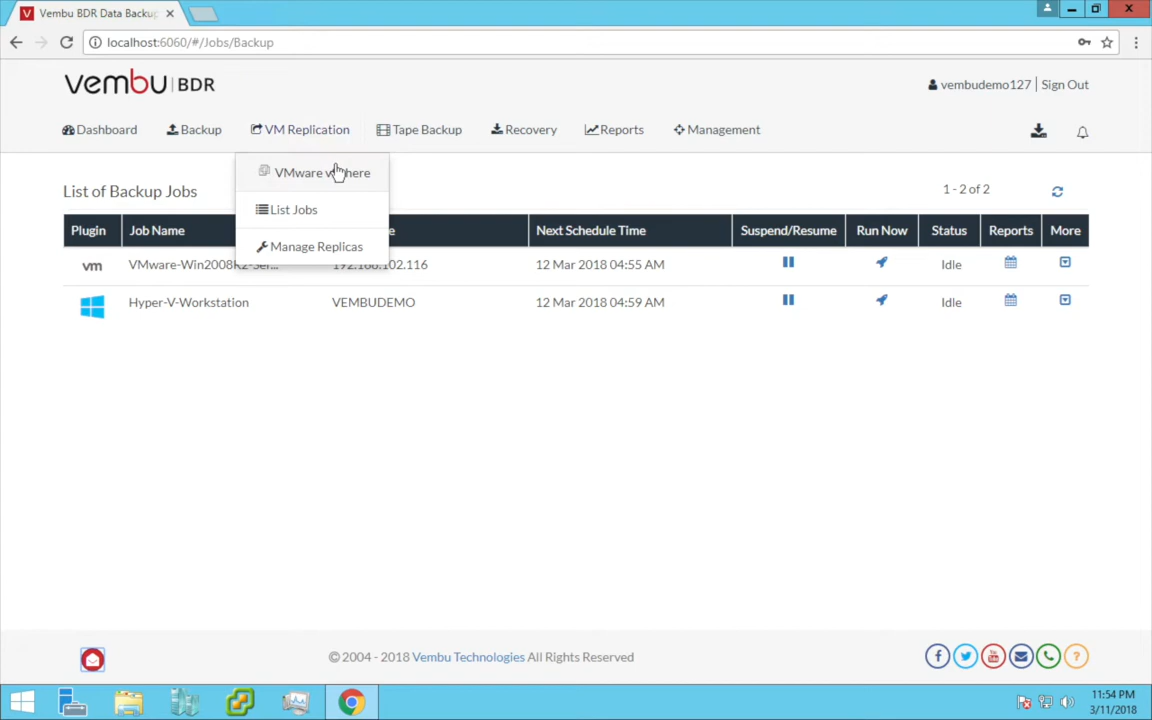 Vembu BDR Data Backup
localhost:6060/#/Jobs/Backup
vembu BDR
vembudemo127 | Sign Out
Dashboard Backup VM Replication Tape Backup Recovery Reports Management
VMware
List Jobs
Manage Replicas
List of Backup Jobs
1 - 2 of 2
Plugin Job Name Next Schedule Time Suspend/Resume Run Now Status Reports More
vm 12 Mar 2018 04:55 AM Idle
Hyper-V-Workstation VEMBUDEMO 12 Mar 2018 04:59 AM Idle
© 2004 - 2018 Vembu Technologies All Rights Reserved
11:54 PM
3/11/2018